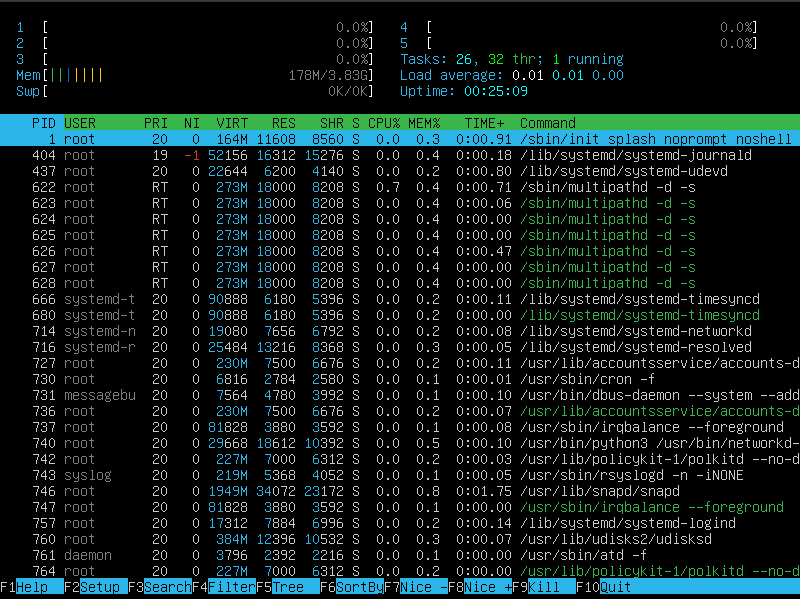 1 [ 0.0%] 4 [ 0.0%]
2 [ 0.0%] 5 [ 0.0%]
3 [ 0.0%] Tasks: 26, 32 thr; 1 running
Mem[||||||| 178M/3.83G] Load average: 0.01 0.01 0.00
Swp[ 0K/0K] Uptime: 00:25:09
PID USER PRI NI VIRT RES SHR S CPU% MEM% TIME+ Command
1 root 20 0 164M 11608 8560 S 0.0 0.3 0:00.91 /sbin/init splash noprompt noshell
404 root 19 -1 52156 16312 15276 S 0.0 0.4 0:00.18 /lib/systemd/systemd-journald
437 root 20 0 22644 6200 4140 S 0.0 0.2 0:00.80 /lib/systemd/systemd-udevd
622 root RT 0 273M 18000 8208 S 0.7 0.4 0:00.71 /sbin/multipathd -d -s
623 root RT 0 273M 18000 8208 S 0.0 0.4 0:00.06 /sbin/multipathd -d -s
624 root RT 0 273M 18000 8208 S 0.0 0.4 0:00.00 /sbin/multipathd -d -s
625 root RT 0 273M 18000 8208 S 0.0 0.4 0:00.00 /sbin/multipathd -d -s
626 root RT 0 273M 18000 8208 S 0.0 0.4 0:00.47 /sbin/multipathd -d -s
627 root RT 0 273M 18000 8208 S 0.0 0.4 0:00.00 /sbin/multipathd -d -s
628 root RT 0 273M 18000 8208 S 0.0 0.4 0:00.00 /sbin/multipathd -d -s
666 systemd-t 20 0 90888 6180 5396 S 0.0 0.2 0:00.11 /lib/systemd/systemd-timesyncd
680 systemd-t 20 0 90888 6180 5396 S 0.0 0.2 0:00.00 /lib/systemd/systemd-timesyncd
714 systemd-n 20 0 19080 7656 6792 S 0.0 0.2 0:00.08 /lib/systemd/systemd-networkd
716 systemd-r 20 0 25484 13216 8368 S 0.0 0.3 0:00.05 /lib/systemd/systemd-resolved
727 root 20 0 230M 7500 6676 S 0.0 0.2 0:00.11 /usr/lib/accountsservice/accounts-d
730 root 20 0 6816 2784 2580 S 0.0 0.1 0:00.01 /usr/sbin/cron -f
731 messagebu 20 0 7564 4780 3992 S 0.0 0.1 0:00.10 /usr/bin/dbus-daemon --system --add
736 root 20 0 230M 7500 6676 S 0.0 0.2 0:00.07 /usr/lib/accountsservice/accounts-d
737 root 20 0 81828 3880 3592 S 0.0 0.1 0:00.08 /usr/sbin/irqbalance --foreground
740 root 20 0 29668 18612 10392 S 0.0 0.5 0:00.10 /usr/bin/python3 /usr/bin/networkd-
742 root 20 0 227M 7000 6312 S 0.0 0.2 0:00.03 /usr/lib/policykit-1/polkitd --no-d
743 syslog 20 0 219M 5368 4052 S 0.0 0.1 0:00.05 /usr/sbin/rsyslogd -n -iNONE
746 root 20 0 1949M 34072 23172 S 0.0 0.8 0:01.75 /usr/lib/snapd/snapd
747 root 20 0 81828 3880 3592 S 0.0 0.1 0:00.00 /usr/sbin/irqbalance --foreground
757 root 20 0 17312 7884 6996 S 0.0 0.2 0:00.14 /lib/systemd/systemd-logind
760 root 20 0 384M 12396 10532 S 0.0 0.3 0:00.08 /usr/lib/udisks2/udisksd
761 daemon 20 0 3796 2392 2216 S 0.0 0.1 0:00.00 /usr/sbin/atd -f
764 root 20 0 227M 7000 6312 S 0.0 0.2 0:00.00 /usr/lib/policykit-1/polkitd --no-d
F1Help F2Setup F3SearchF4FilterF5Tree F6SortByF7Nice -F8Nice +F9Kill F10Quit